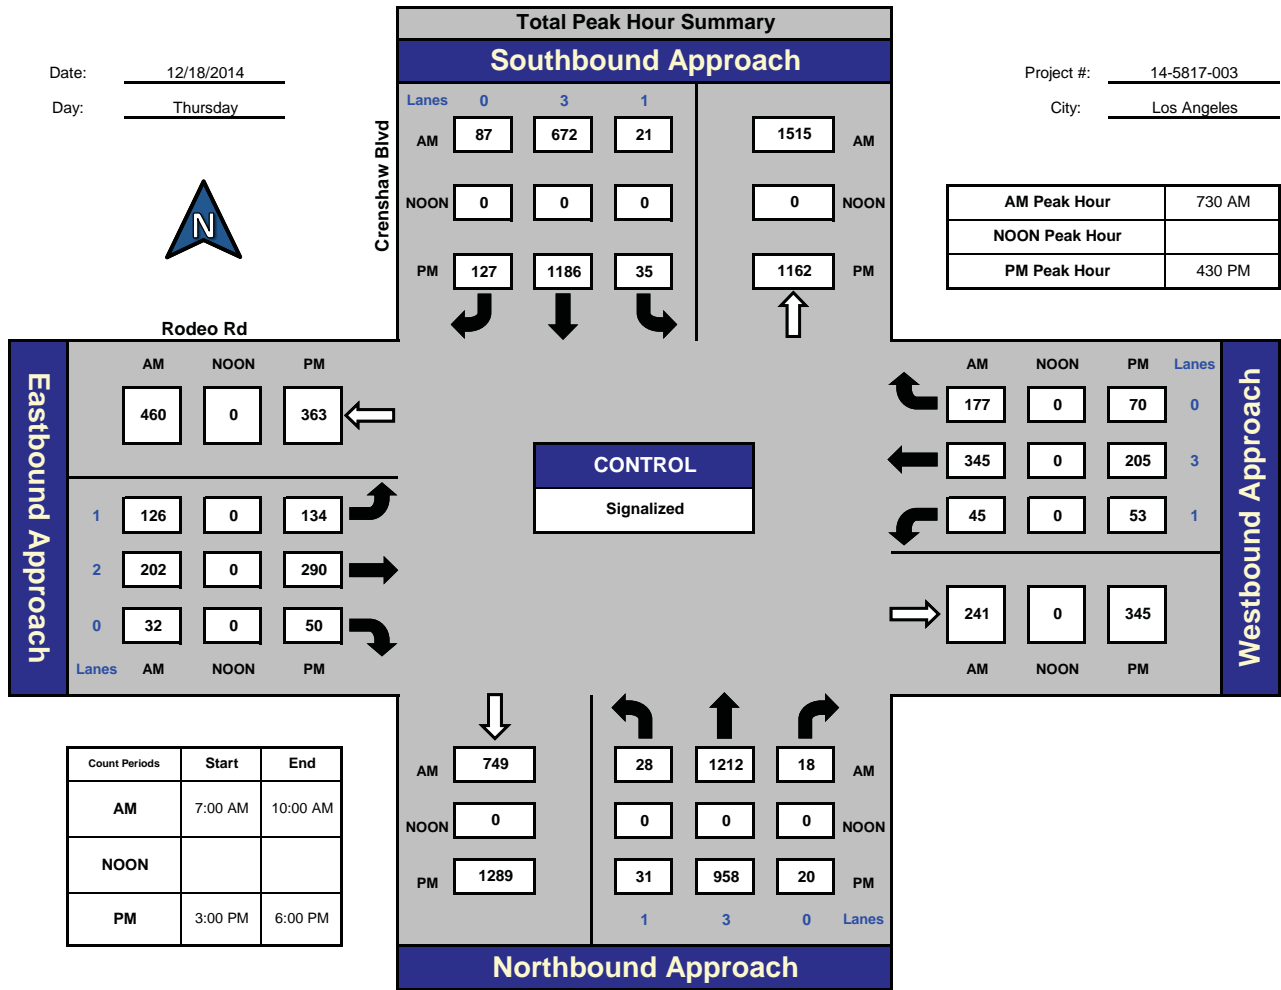 Total Peak Hour Summary
Southbound Approach
Date: 12/18/2014
Day: Thursday
Project #: 14-5817-003
City: Los Angeles
N
Crenshaw Blvd
Lanes 0 3 1
AM 87 672 21 1515 AM
NOON 0 0 0 0 NOON
PM 127 1186 35 1162 PM
AM Peak Hour 730 AM
NOON Peak Hour
PM Peak Hour 430 PM
Rodeo Rd
Eastbound Approach
AM NOON PM
460 0 363
1 126 0 134
2 202 0 290
0 32 0 50
Lanes AM NOON PM
CONTROL
Signalized
AM NOON PM Lanes
177 0 70 0
345 0 205 3
45 0 53 1
241 0 345
AM NOON PM
Westbound Approach
Count Periods Start End
AM 7:00 AM 10:00 AM
NOON
PM 3:00 PM 6:00 PM
AM 749 28 1212 18 AM
NOON 0 0 0 0 NOON
PM 1289 31 958 20 PM
1 3 0 Lanes
Northbound Approach